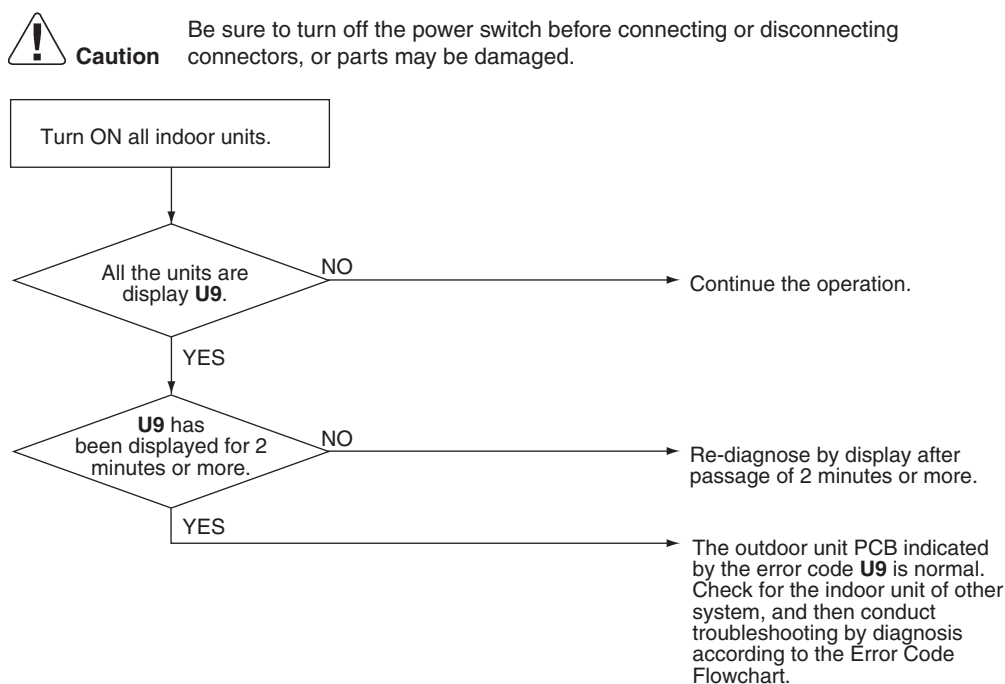 Be sure to turn off the power switch before connecting or disconnecting
Caution connectors, or parts may be damaged.
Turn ON all indoor units.
All the units are
display U9.
NO
Continue the operation.
YES
U9 has
been displayed for 2
minutes or more.
NO
Re-diagnose by display after
passage of 2 minutes or more.
YES
The outdoor unit PCB indicated
by the error code U9 is normal.
Check for the indoor unit of other
system, and then conduct
troubleshooting by diagnosis
according to the Error Code
Flowchart.